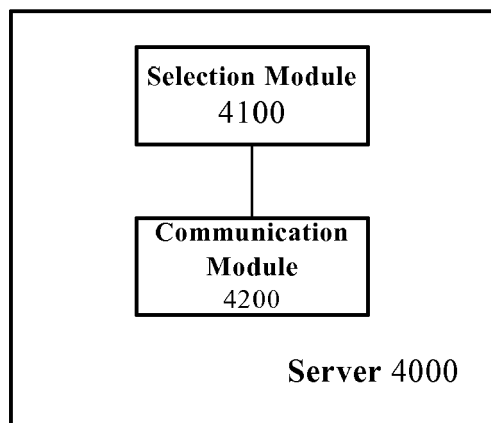 Selection Module
4100
Communication
Module
4200
Server 4000